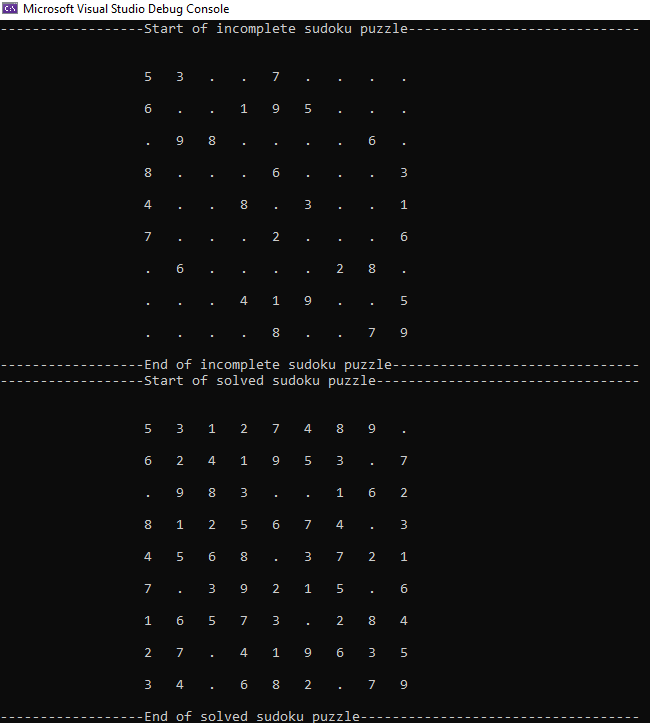 Microsoft Visual Studio Debug Console
------------------Start of incomplete sudoku puzzle-----------------------------
5 3 . . 7 . . . .
6 . . 1 9 5 . . .
. 9 8 . . . . 6 .
8 . . . 6 . . . 3
4 . . 8 . 3 . . 1
7 . . . 2 . . . 6
. 6 . . . . 2 8 .
. . . 4 1 9 . . 5
. . . . 8 . . 7 9
------------------End of incomplete sudoku puzzle-------------------------------
------------------Start of solved sudoku puzzle---------------------------------
5 3 1 2 7 4 8 9 .
6 2 4 1 9 5 3 . 7
. 9 8 3 . . 1 6 2
8 1 2 5 6 7 4 . 3
4 5 6 8 . 3 7 2 1
7 . 3 9 2 1 5 . 6
1 6 5 7 3 . 2 8 4
2 7 . 4 1 9 6 3 5
3 4 . 6 8 2 . 7 9
------------------End of solved sudoku puzzle-----------------------------------